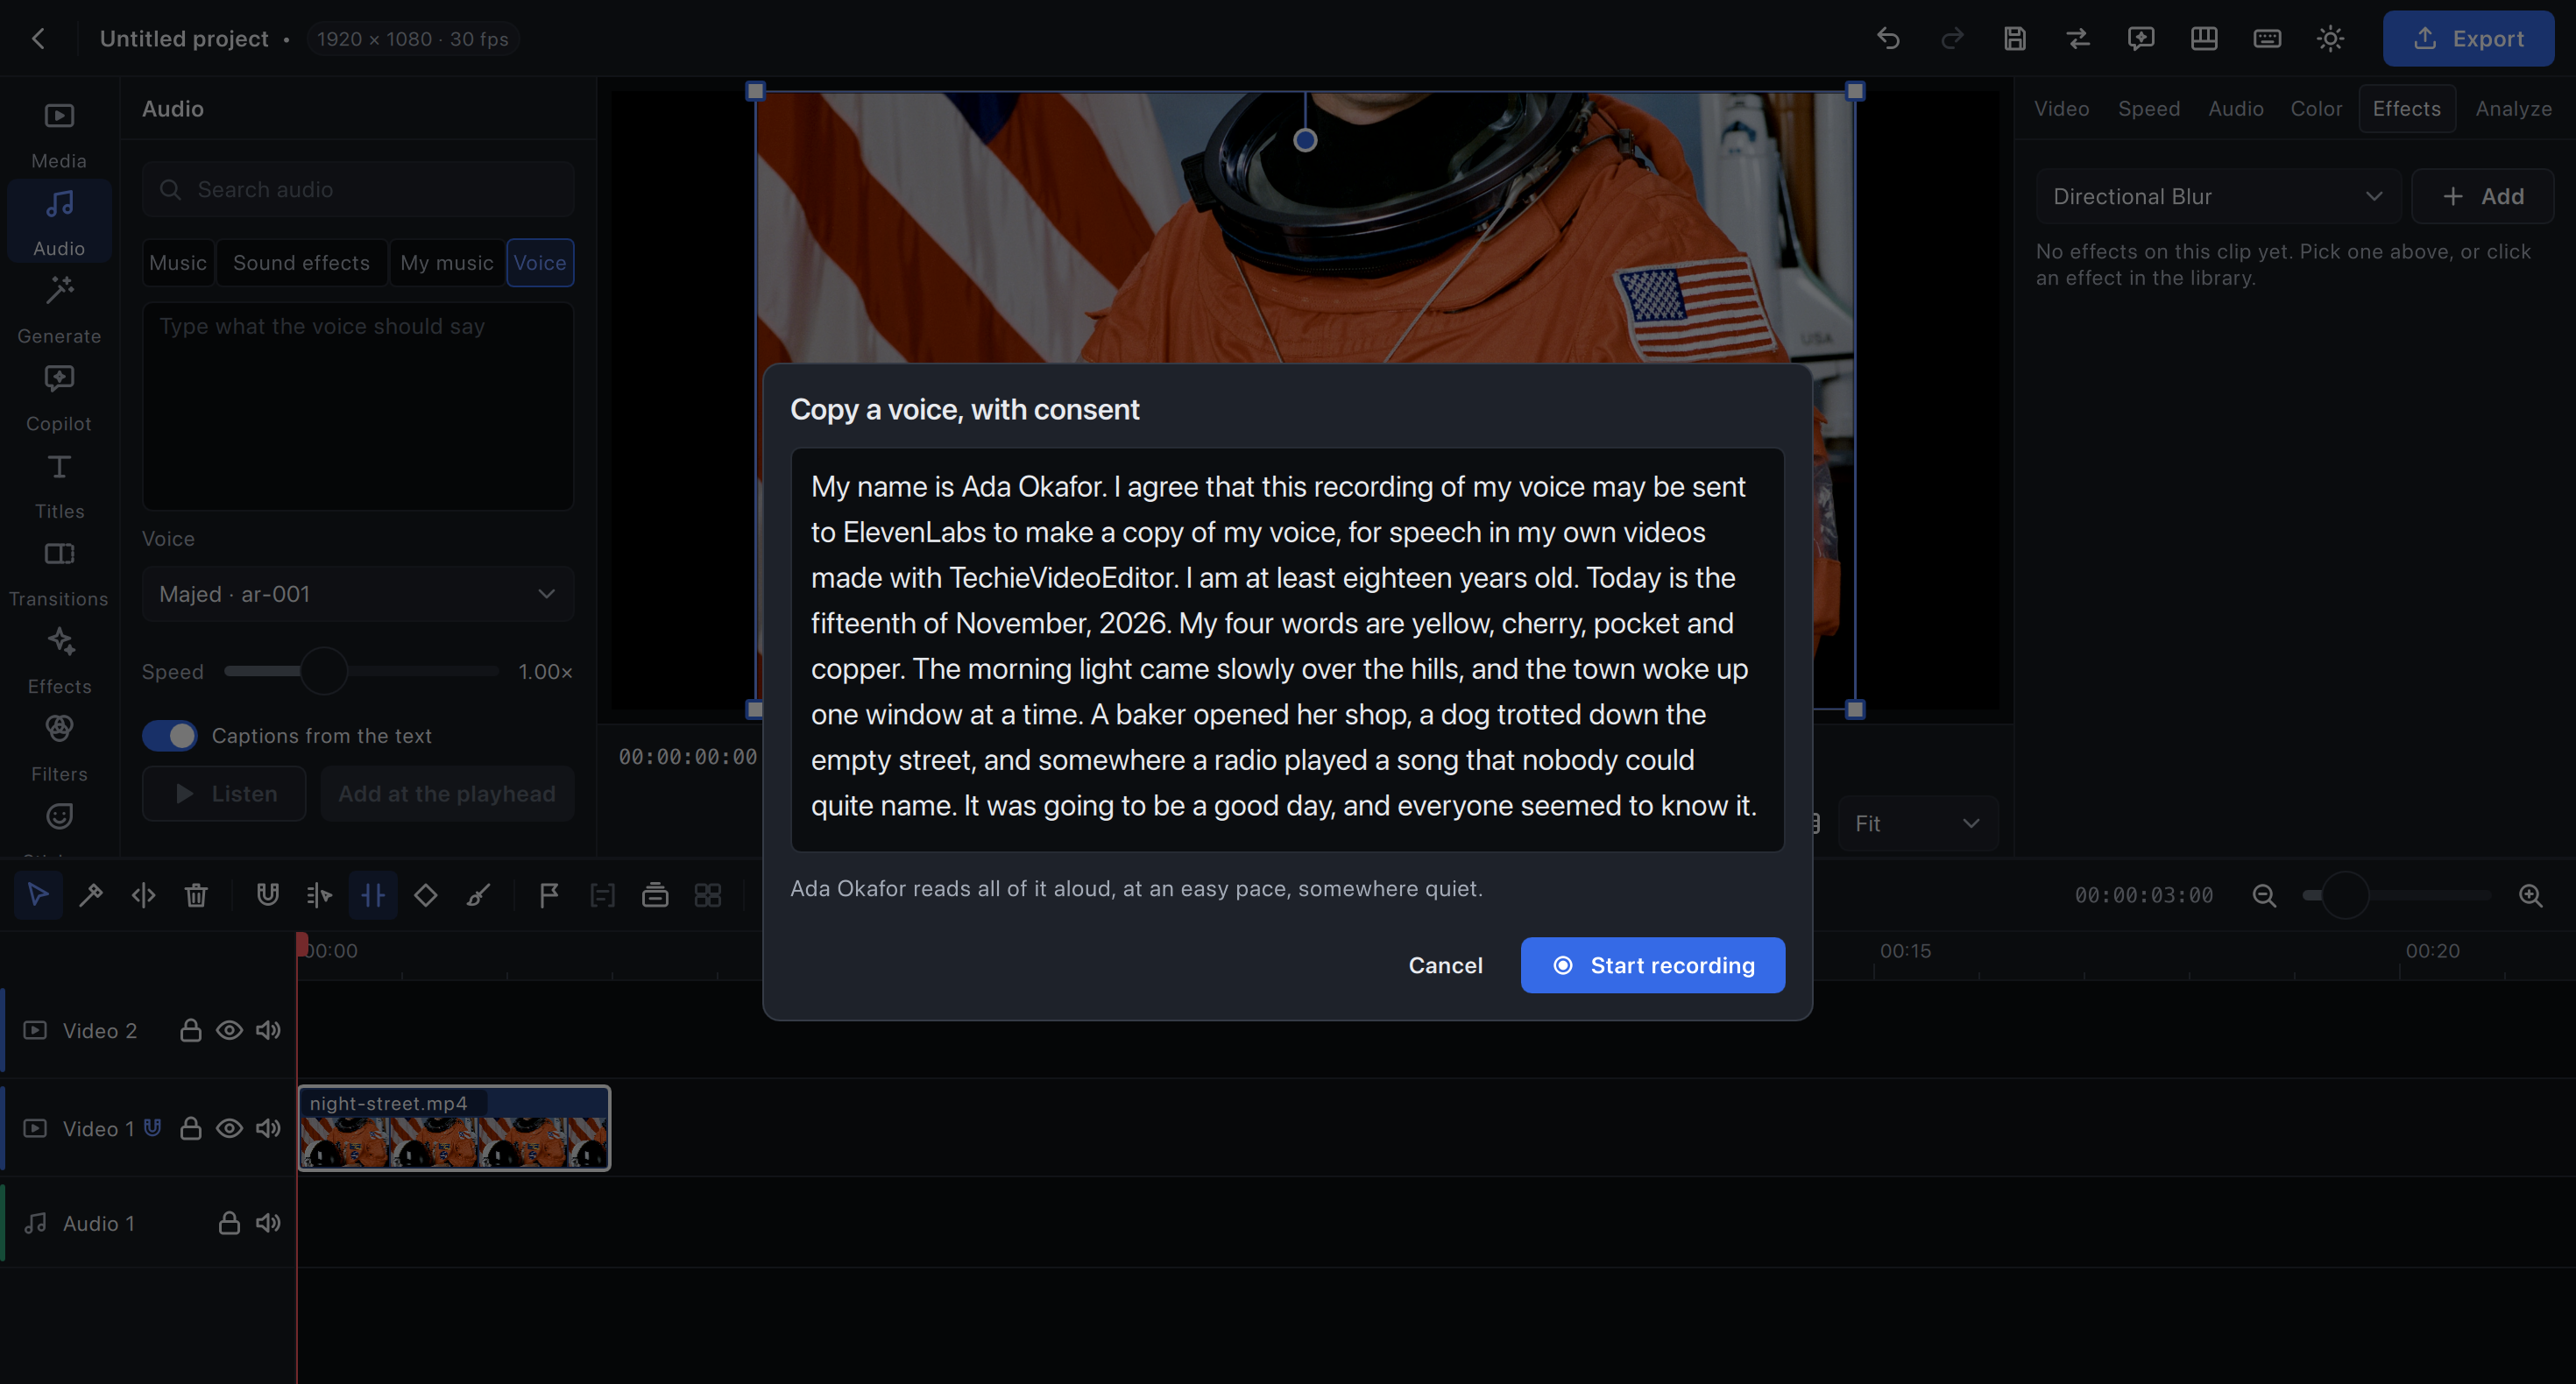 Untitled project •
1920 × 1080 · 30 fps
Export
Media
Audio
Generate
Copilot
Titles
Transitions
Effects
Filters
Audio
Search audio
Music
Sound effects
My music
Voice
Type what the voice should say
Voice
Majed · ar-001
Speed
1.00×
Captions from the text
Listen
Add at the playhead
USA
Copy a voice, with consent
My name is Ada Okafor. I agree that this recording of my voice may be sent
to ElevenLabs to make a copy of my voice, for speech in my own videos
made with TechieVideoEditor. I am at least eighteen years old. Today is the
fifteenth of November, 2026. My four words are yellow, cherry, pocket and
copper. The morning light came slowly over the hills, and the town woke up
one window at a time. A baker opened her shop, a dog trotted down the
empty street, and somewhere a radio played a song that nobody could
quite name. It was going to be a good day, and everyone seemed to know it.
Ada Okafor reads all of it aloud, at an easy pace, somewhere quiet.
Cancel
Start recording
00:00:00:00
Fit
Video
Speed
Audio
Color
Effects
Analyze
Directional Blur
Add
No effects on this clip yet. Pick one above, or click
an effect in the library.
00:00:03:00
00:00
00:15
00:20
Video 2
Video 1
night-street.mp4
Audio 1